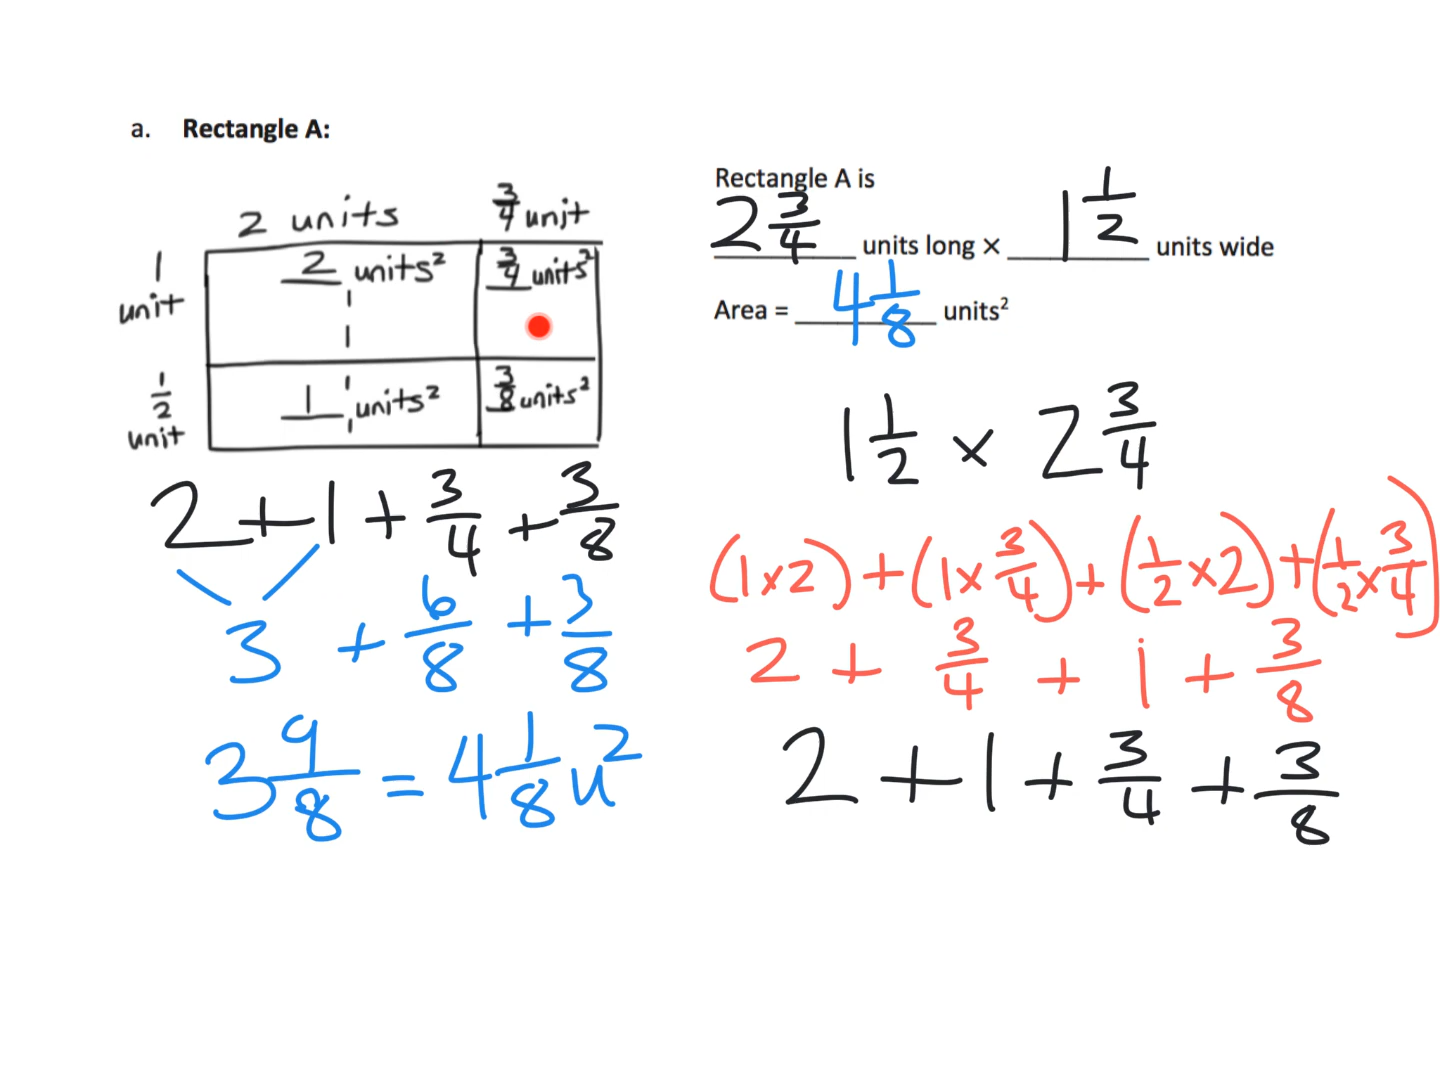 a. Rectangle A:
2 units 3/4 unit
1 unit
2 units² 3/4 units²
1/2 unit
1 units² 3/8 units²
2 + 1 + 3/4 + 3/8
3 + 6/8 + 3/8
3 9/8 = 4 1/8 u²
Rectangle A is
2 3/4 units long × 1 1/2 units wide
Area = 4 1/8 units²
1 1/2 × 2 3/4
(1×2) + (1×3/4) + (1/2×2) + (1/2×3/4)
2 + 3/4 + 1 + 3/8
2 + 1 + 3/4 + 3/8